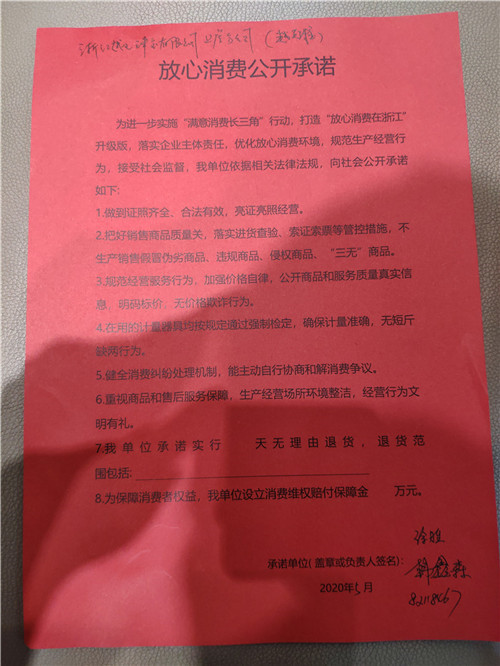 放心消费公开承诺
为进一步实施“满意消费长三角”行动，打造“放心消费在浙江”
升级版，落实企业主体责任，优化放心消费环境，规范生产经营行
为，接受社会监督，我单位依据相关法律法规，向社会公开承诺
如下：
1.做到证照齐全、合法有效，亮证亮照经营。
2.把好销售商品质量关，落实进货查验、索证索票等管控措施，不
生产销售假冒伪劣商品、违规商品、侵权商品、“三无”商品。
3.规范经营服务行为，加强价格自律，公开商品和服务质量真实信
息，明码标价，无价格欺诈行为。
4.在用的计量器具均按规定通过强制检定，确保计量准确，无短斤
缺两行为。
5.健全消费纠纷处理机制，能主动自行协商和解消费争议。
6.重视商品和售后服务保障，生产经营场所环境整洁，经营行为文
明有礼。
7.我单位承诺实行 天无理由退货，退货范
围包括：
8.为保障消费者权益，我单位设立消费维权赔付保障金 万元。
承诺单位(盖章或负责人签名)：
2020年5月